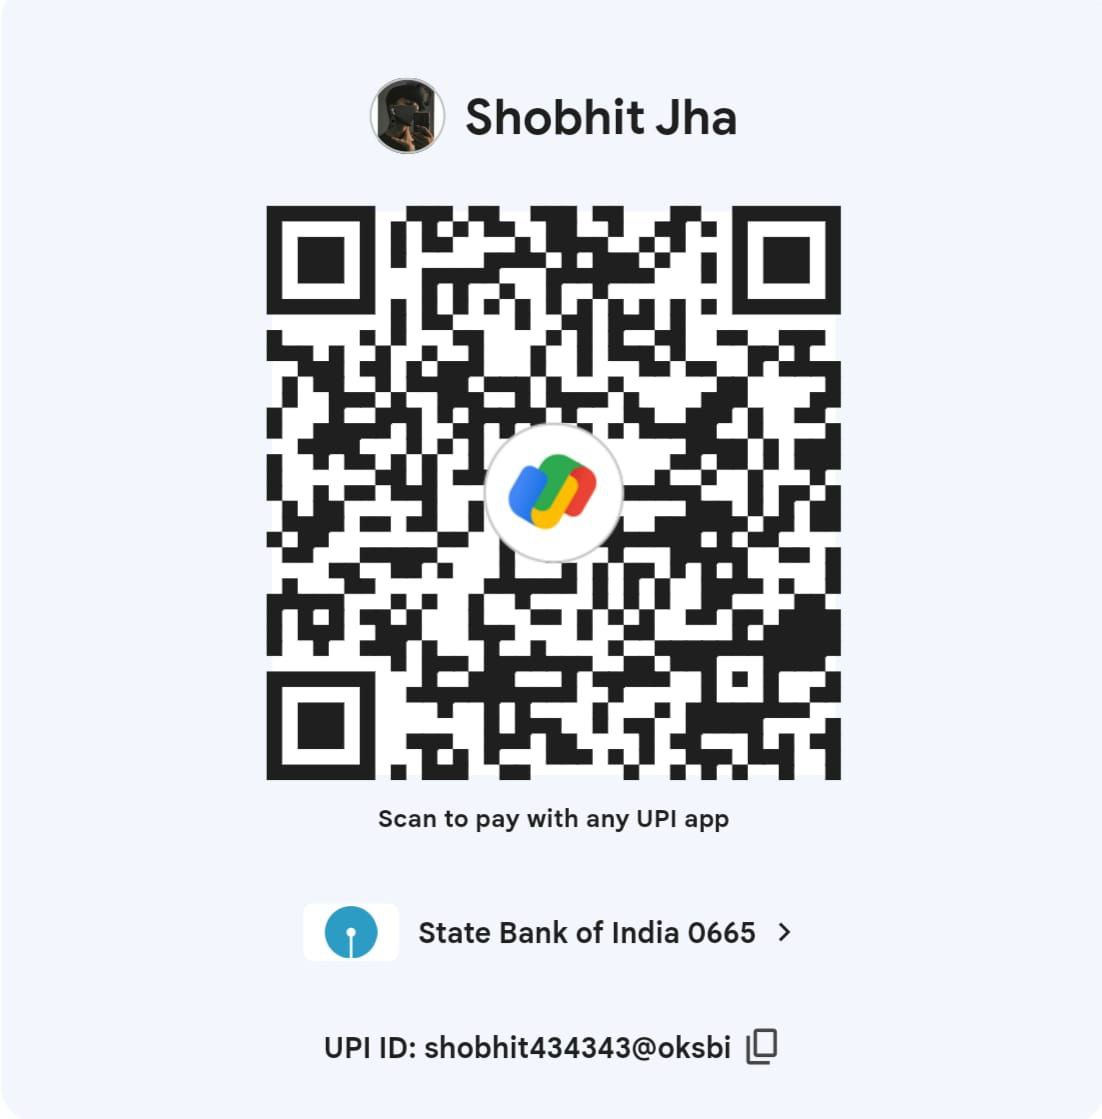 Shobhit Jha
Scan to pay with any UPI app
State Bank of India 0665
UPI ID: shobhit434343@oksbi